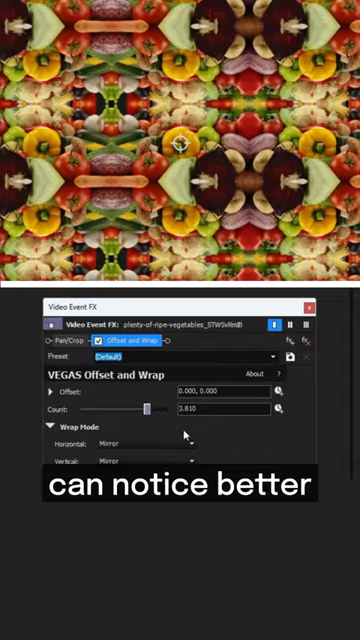 Video Event FX
Video Event FX: plenty-of-ripe-vegetables_STWSvRmIB
Pan/Crop Offset and Wrap
Preset: (Default)
VEGAS Offset and Wrap About ?
Offset: 0.000, 0.000
Count: 3.810
Wrap Mode
Horizontal: Mirror
Vertical: Mirror
can notice better